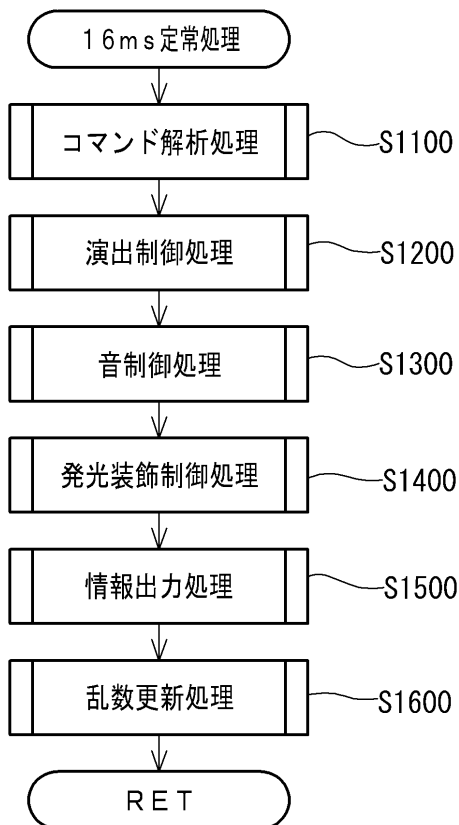 １６ｍｓ定常処理
コマンド解析処理
S1100
演出制御処理
S1200
音制御処理
S1300
発光装飾制御処理
S1400
情報出力処理
S1500
乱数更新処理
S1600
ＲＥＴ